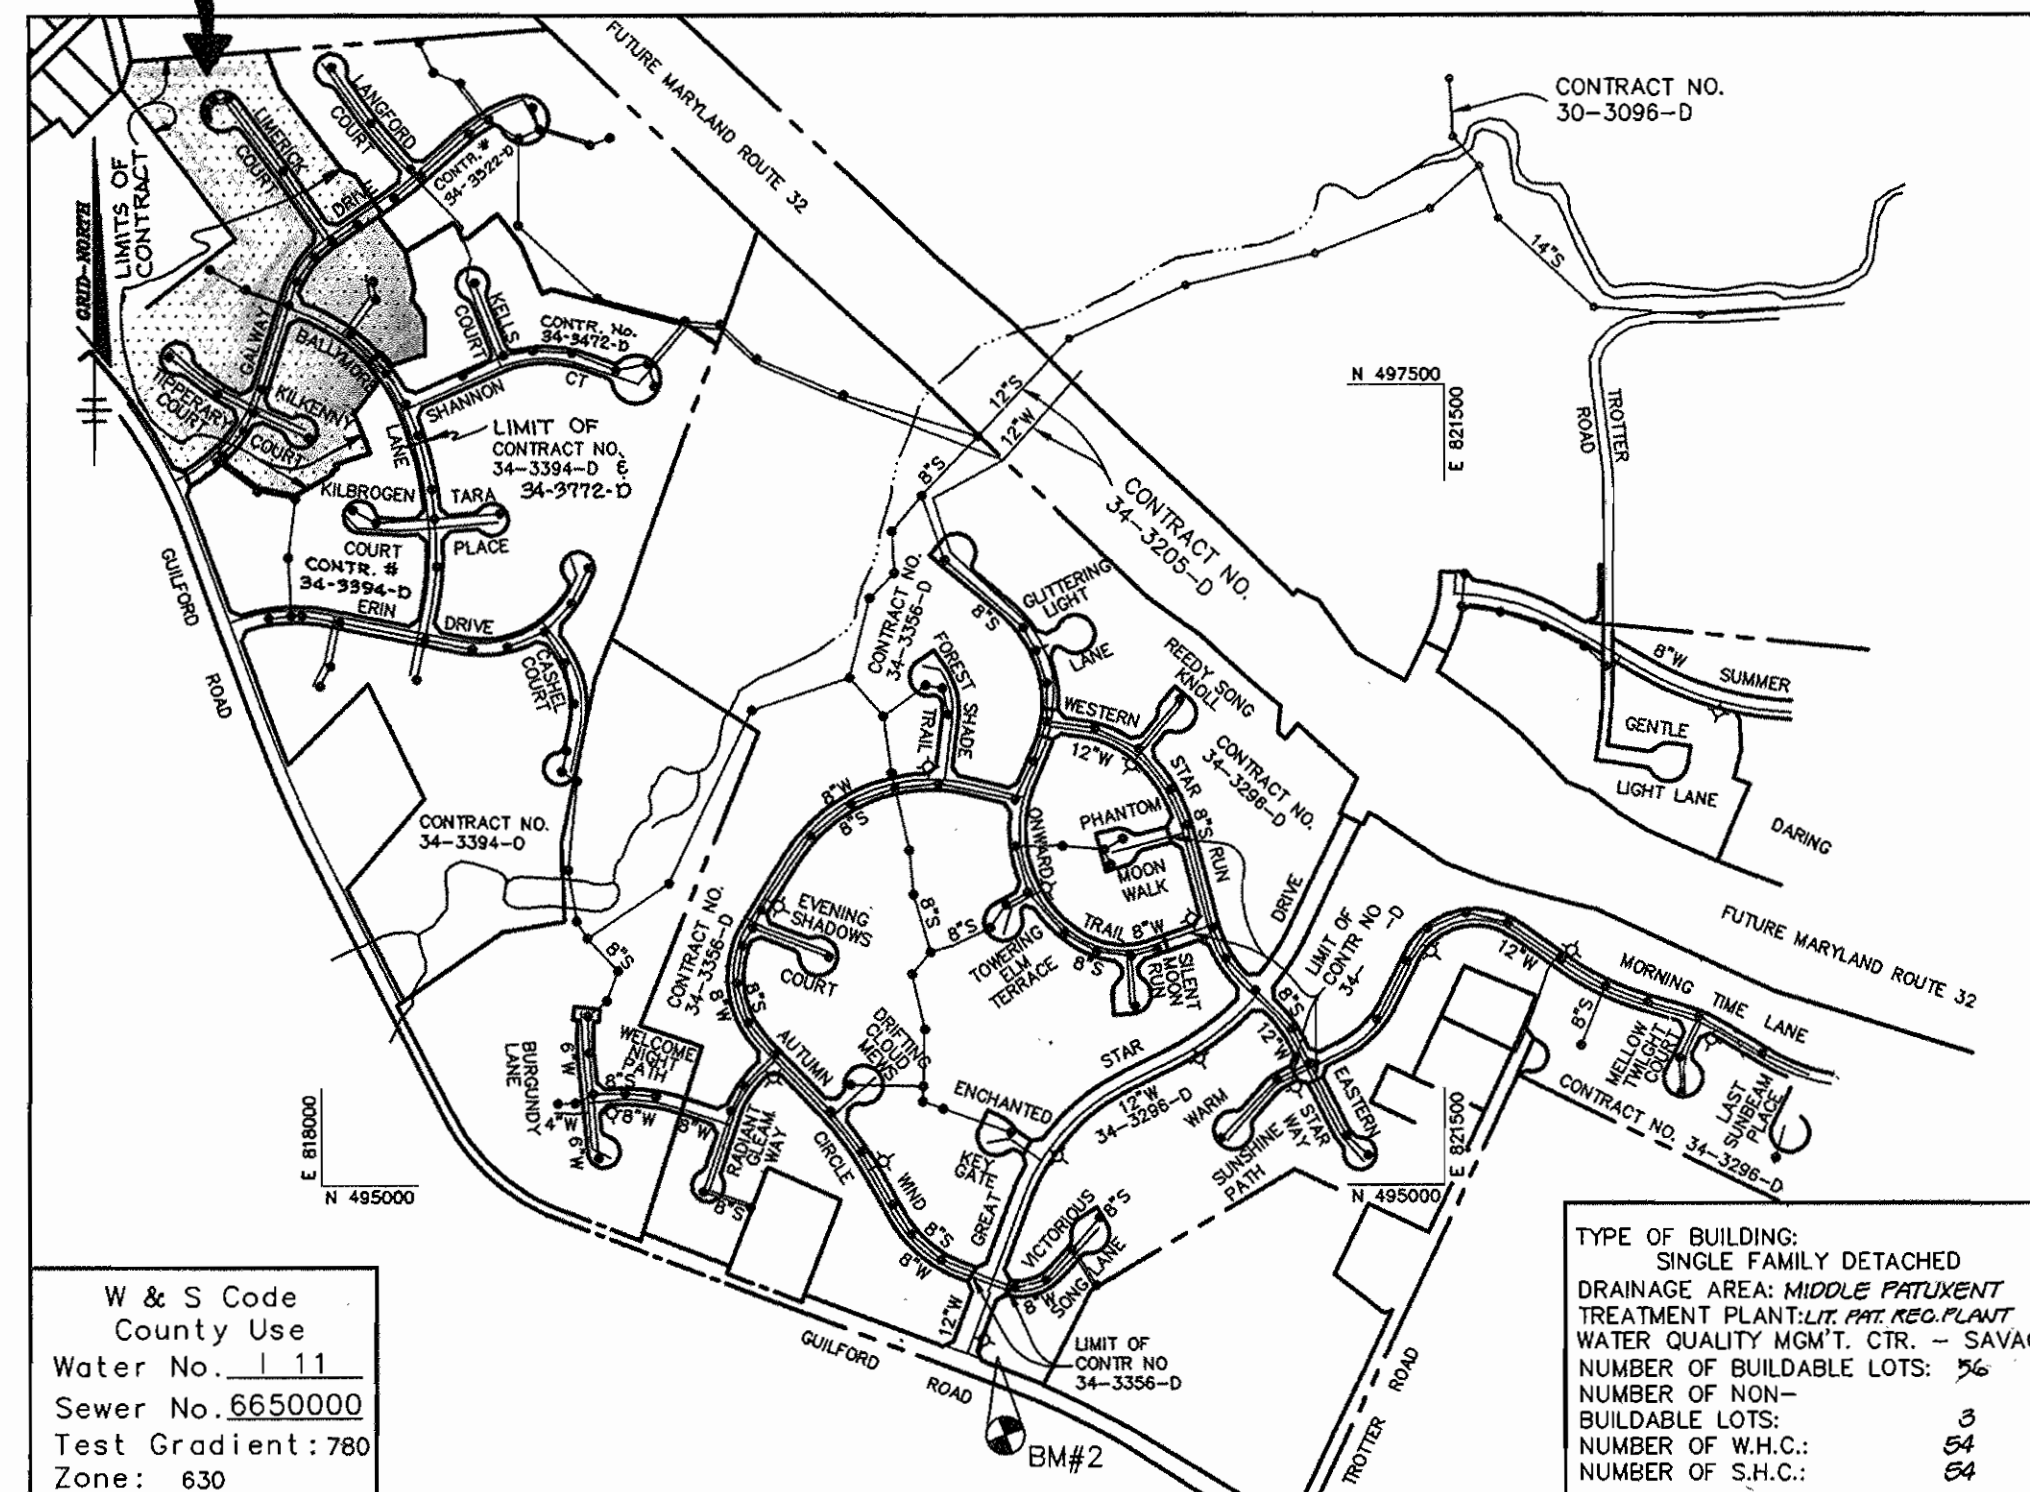 FUTURE MARYLAND ROUTE 32
CONTRACT NO.
30-3096-D
LANGFORD
COURT
LIMERICK
COURT
CONTR. #
34-3522-D
DRIVE
LIMITS OF
CONTRACT
GRID-NORTH
14"S
KELLS
COURT
CONTR. No.
34-3472-D
GALWAY
BALLYMORE
SHANNON
CT
TIPPERARY
COURT
KILKENNY
COURT
LANE
LIMIT OF
CONTRACT NO.
34-3394-D &
34-3772-D
12"S
12"W
8"S
N 497500
E 821500
TROTTER
ROAD
CONTRACT NO.
34-3205-D
KILBROGEN
COURT
TARA
PLACE
CONTR. #
34-3394-D
ERIN
DRIVE
GUILFORD
ROAD
CASHEL
COURT
CONTRACT NO.
34-3356-D
8"S
GLITTERING
LIGHT
LANE
FOREST
SHADE
TRAIL
REEDY SONG
KNOLL
WESTERN
12"W
STAR
8"S
RUN
CONTRACT NO.
34-3296-D
8"W
SUMMER
GENTLE
LIGHT LANE
DARING
8"W
8"S
ONWARD
PHANTOM
MOON
WALK
CONTRACT NO.
34-3394-D
DRIVE
FUTURE MARYLAND ROUTE 32
EVENING
SHADOWS
COURT
8"S
8"S
TRAIL
8"W
8"S
TOWERING
ELM
TERRACE
SILENT
MOON
RUN
LIMIT OF
CONTR NO
34-    -D
12"W
MORNING TIME LANE
8"S
8"S
CONTRACT NO.
34-3356-D
8"W
8"S
AUTUMN
DRIFTING
CLOUD
MEWS
STAR
8"S
12"W
MELLOW
TWILIGHT
COURT
LAST
SUNBEAM
PLACE
CONTRACT NO. 34-3296-D
WELCOME
NIGHT
PATH
BURGUNDY
LANE
6"W
8"S
4"W
8"W
8"W
6"W
ENCHANTED
12"W
34-3296-D
WARM
SUNSHINE
PATH
STAR
WAY
EASTERN
E 818000
N 495000
E 821500
N 495000
RADIANT
GLEAM
WAY
8"S
CIRCLE
WIND
KEY
GATE
GREAT
8"S
8"W
VICTORIOUS
SONG LANE
8"S
8"W
12"W
GUILFORD
ROAD
LIMIT OF
CONTR NO
34-3356-D
BM#2
TROTTER ROAD
W & S Code
County Use
Water No. I 11
Sewer No. 6650000
Test Gradient: 780
Zone: 630
TYPE OF BUILDING:
SINGLE FAMILY DETACHED
DRAINAGE AREA: MIDDLE PATUXENT
TREATMENT PLANT: LIT. PAT. REC. PLANT
WATER QUALITY MGM'T. CTR. - SAVAG
NUMBER OF BUILDABLE LOTS: 56
NUMBER OF NON-
BUILDABLE LOTS: 3
NUMBER OF W.H.C.: 54
NUMBER OF S.H.C.: 54